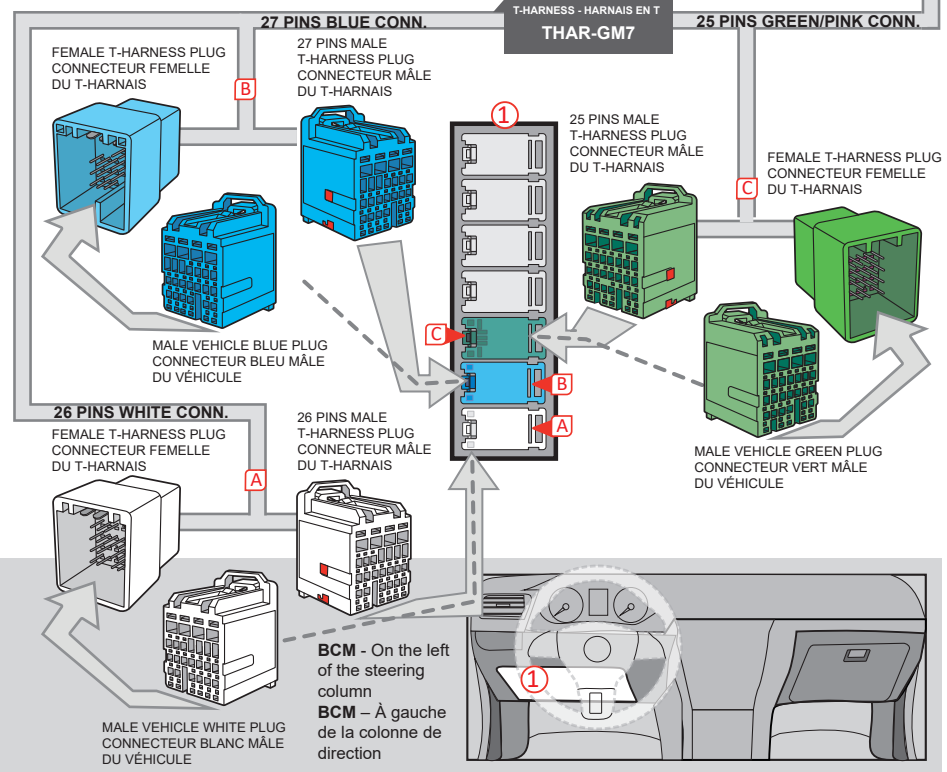 T-HARNESS - HARNAIS EN T
THAR-GM7
27 PINS BLUE CONN.
25 PINS GREEN/PINK CONN.
FEMALE T-HARNESS PLUG
CONNECTEUR FEMELLE
DU T-HARNAIS
B
27 PINS MALE
T-HARNESS PLUG
CONNECTEUR MÂLE
DU T-HARNAIS
1
25 PINS MALE
T-HARNESS PLUG
CONNECTEUR MÂLE
DU T-HARNAIS
C
FEMALE T-HARNESS PLUG
CONNECTEUR FEMELLE
DU T-HARNAIS
MALE VEHICLE BLUE PLUG
CONNECTEUR BLEU MÂLE
DU VÉHICULE
C
B
A
MALE VEHICLE GREEN PLUG
CONNECTEUR VERT MÂLE
DU VÉHICULE
26 PINS WHITE CONN.
FEMALE T-HARNESS PLUG
CONNECTEUR FEMELLE
DU T-HARNAIS
A
26 PINS MALE
T-HARNESS PLUG
CONNECTEUR MÂLE
DU T-HARNAIS
MALE VEHICLE WHITE PLUG
CONNECTEUR BLANC MÂLE
DU VÉHICULE
BCM - On the left
of the steering
column
BCM – À gauche
de la colonne de
direction
1